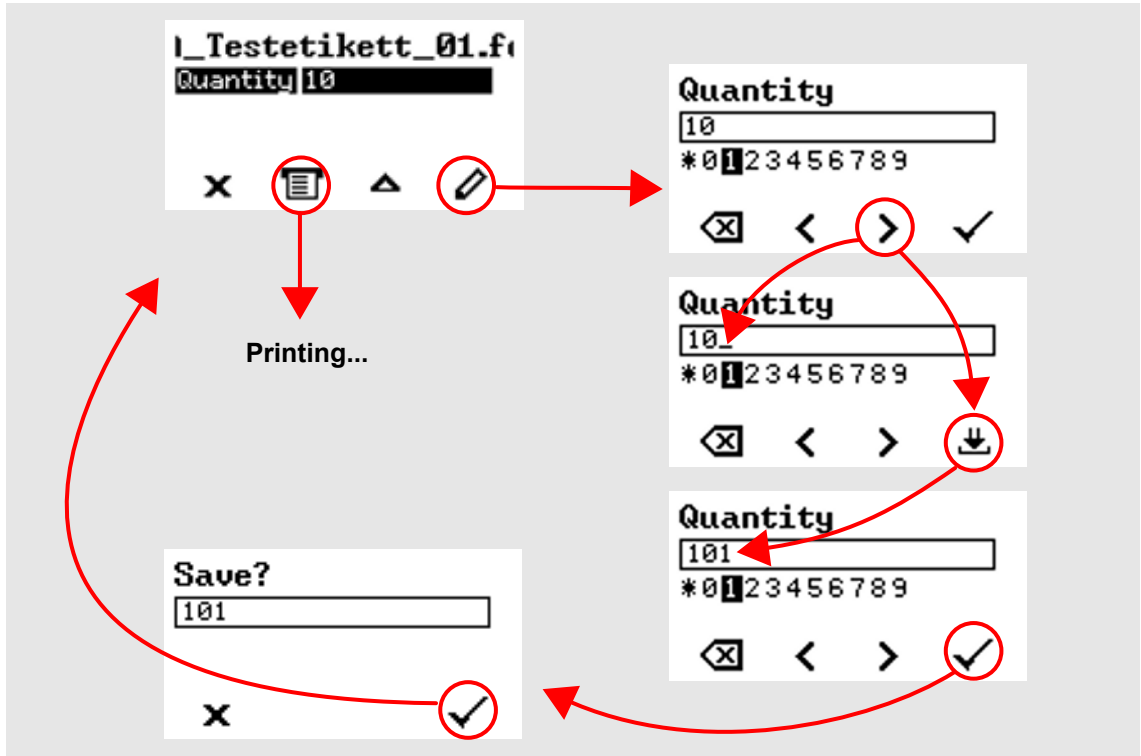 _Testetikett_01.f
Quantity 10
Printing...
Quantity
10
*0123456789
Quantity
10_
*0123456789
Quantity
101
*0123456789
Save?
101